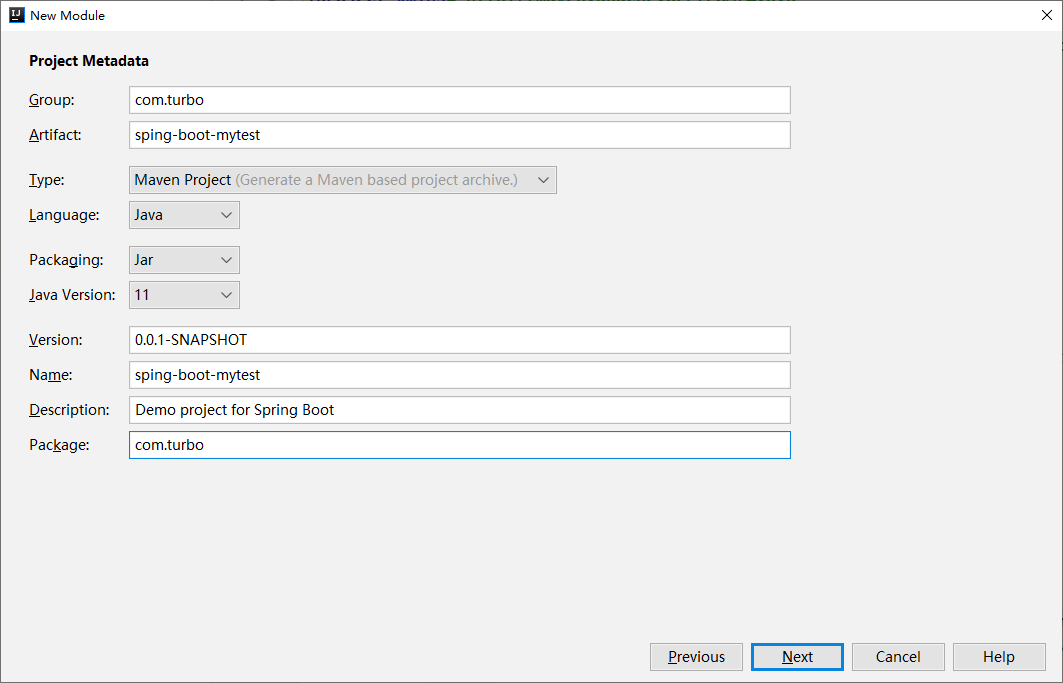 New Module
Project Metadata
Group: com.turbo
Artifact: sping-boot-mytest
Type: Maven Project (Generate a Maven based project archive.)
Language: Java
Packaging: Jar
Java Version: 11
Version: 0.0.1-SNAPSHOT
Name: sping-boot-mytest
Description: Demo project for Spring Boot
Package: com.turbo
Previous Next Cancel Help